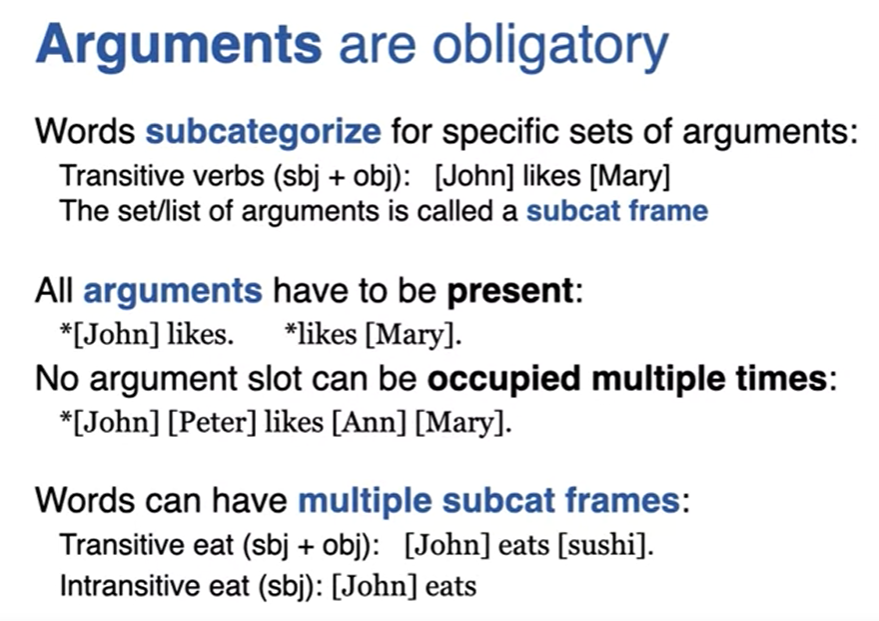 Arguments are obligatory
Words subcategorize for specific sets of arguments:
Transitive verbs (sbj + obj): [John] likes [Mary]
The set/list of arguments is called a subcat frame
All arguments have to be present:
*[John] likes. *likes [Mary].
No argument slot can be occupied multiple times:
*[John] [Peter] likes [Ann] [Mary].
Words can have multiple subcat frames:
Transitive eat (sbj + obj): [John] eats [sushi].
Intransitive eat (sbj): [John] eats